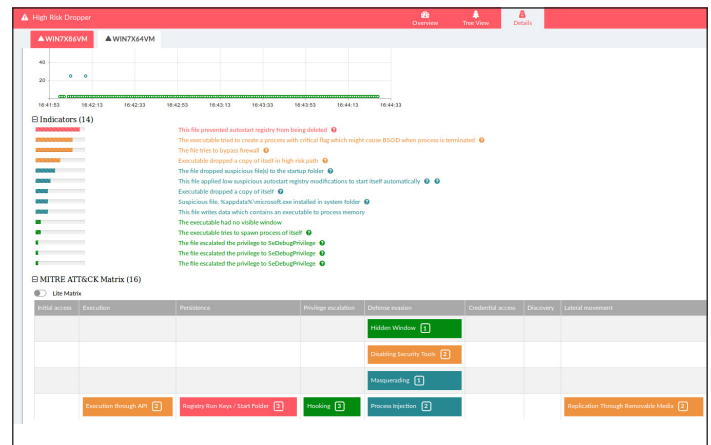 High Risk Dropper
Overview
Tree View
Details
WIN7X86VM
WIN7X64VM
40
20
16:41:53 16:42:13 16:42:33 16:42:53 16:43:13 16:43:33 16:43:53 16:44:13 16:44:33
Indicators (14)
This file prevented autostart registry from being deleted
The executable tried to create a process with critical flag which might cause BSOD when process is terminated
The file tries to bypass firewall
Executable dropped a copy of itself in high risk path
The file dropped suspicious file(s) to the startup folder
This file applied low suspicious autostart registry modifications to start itself automatically
Executable dropped a copy of itself
Suspicious file, %appdata%\microsoft.exe installed in system folder
This file writes data which contains an executable to process memory
The executable had no visible window
The executable tries to spawn process of itself
The file escalated the privilege to SeDebugPrivilege
The file escalated the privilege to SeDebugPrivilege
The file escalated the privilege to SeDebugPrivilege
MITRE ATT&CK Matrix (16)
Lite Matrix
Initial access Execution Persistence Privilege escalation Defense evasion Credential access Discovery Lateral movement
Hidden Window 1
Disabling Security Tools 2
Masquerading 1
Execution through API 2 Registry Run Keys / Start Folder 3 Hooking 3 Process Injection 2 Replication Through Removable Media 2